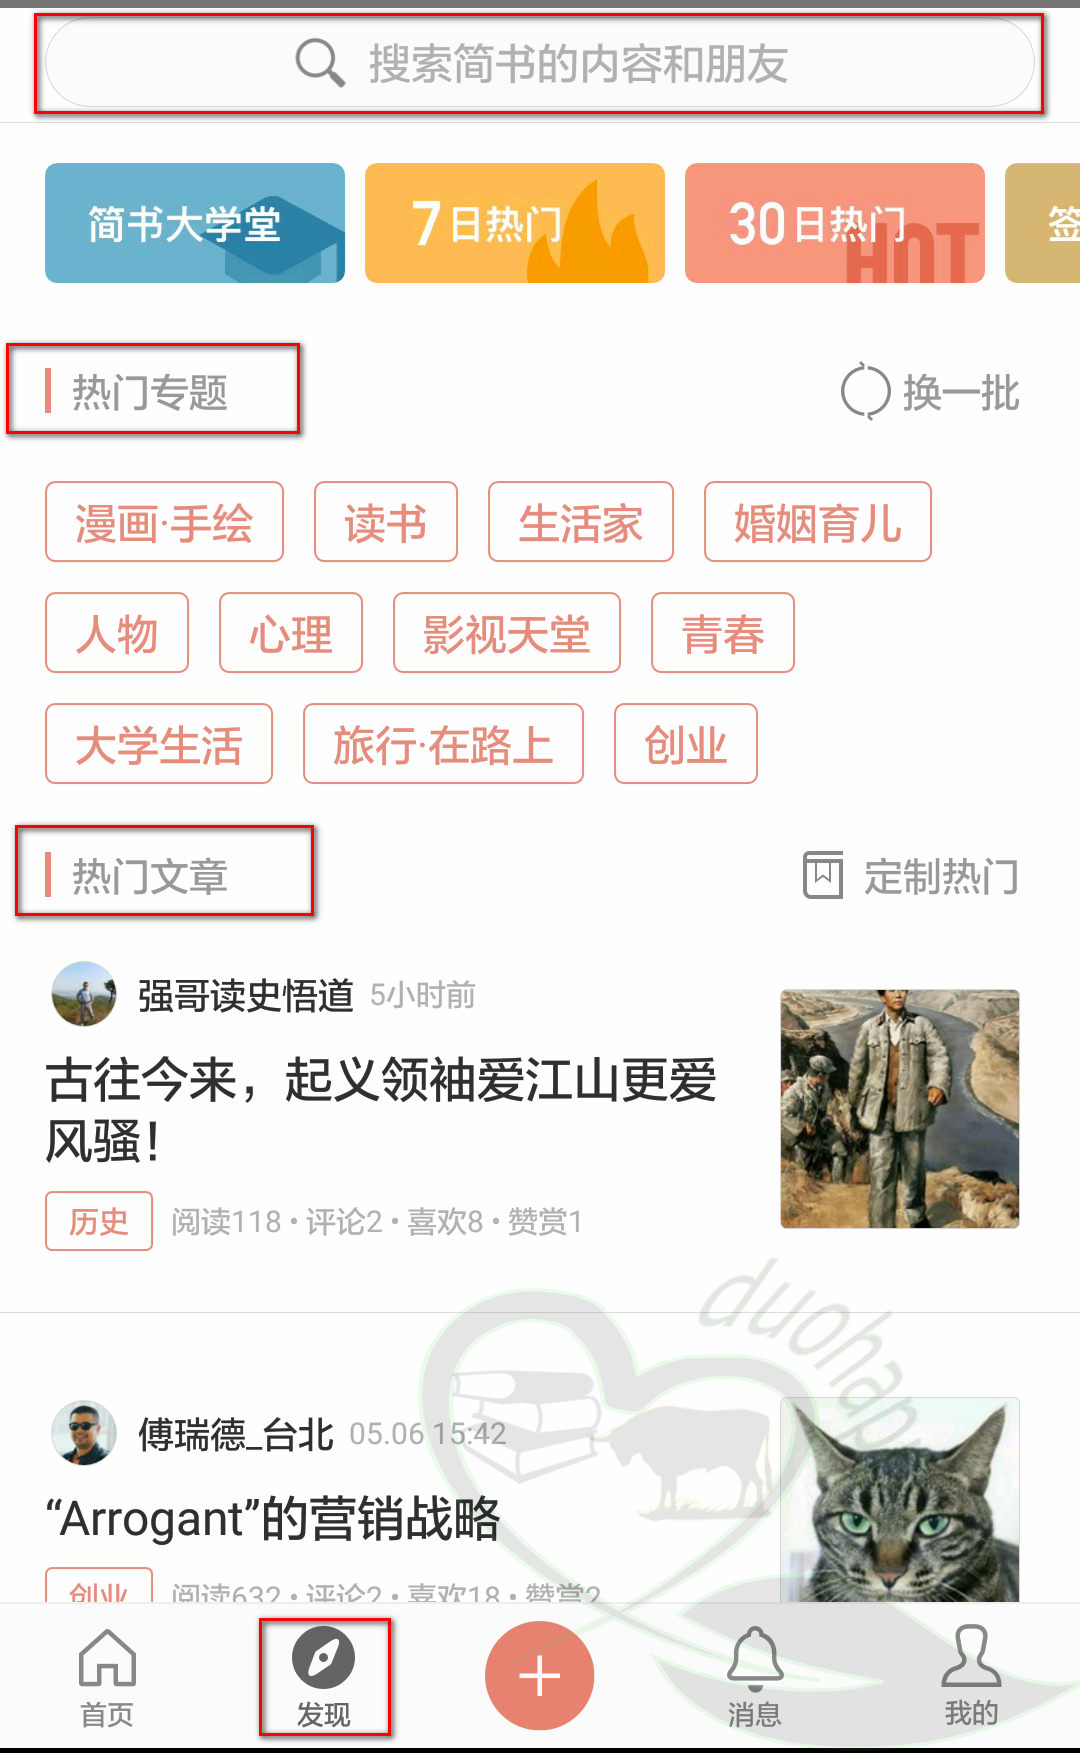 搜索简书的内容和朋友
简书大学堂
7日热门
30日热门
HOT
签
热门专题
换一批
漫画·手绘
读书
生活家
婚姻育儿
人物
心理
影视天堂
青春
大学生活
旅行·在路上
创业
热门文章
定制热门
强哥读史悟道 5小时前
古往今来，起义领袖爱江山更爱
风骚！
历史 阅读118 • 评论2 • 喜欢8 • 赞赏1
duohap
傅瑞德_台北 05.06 15:42
“Arrogant”的营销战略
创业 阅读632 • 评论2 • 喜欢18 • 赞赏2
首页
发现
消息
我的